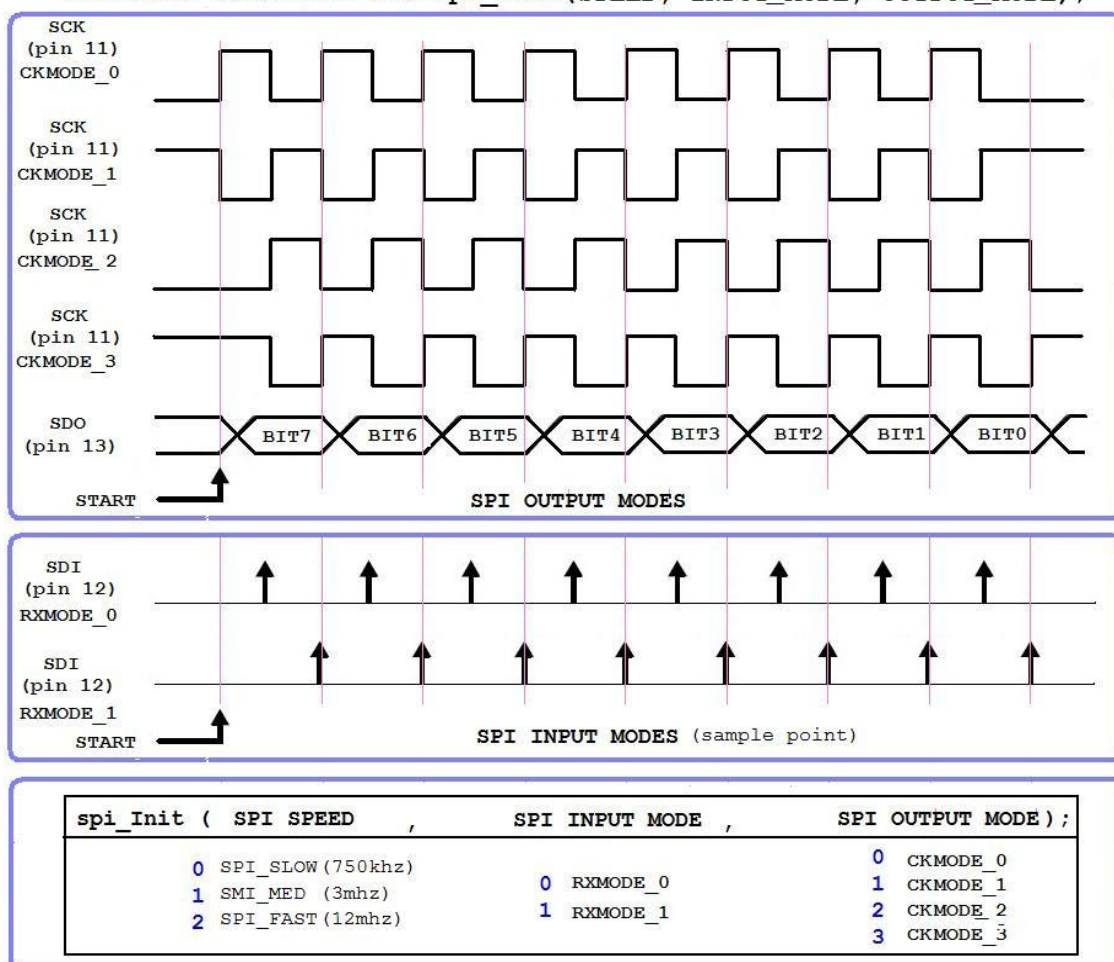 SCK
(pin 11)
CKMODE_0
SCK
(pin 11)
CKMODE_1
SCK
(pin 11)
CKMODE_2
SCK
(pin 11)
CKMODE_3
SDO
(pin 13)
BIT7 BIT6 BIT5 BIT4 BIT3 BIT2 BIT1 BIT0
START
SPI OUTPUT MODES
SDI
(pin 12)
RXMODE_0
SDI
(pin 12)
RXMODE_1
START
SPI INPUT MODES (sample point)
spi_Init ( SPI SPEED , SPI INPUT MODE , SPI OUTPUT MODE);
0 SPI_SLOW(750khz)
1 SMI_MED (3mhz)
2 SPI_FAST(12mhz)
0 RXMODE_0
1 RXMODE_1
0 CKMODE_0
1 CKMODE_1
2 CKMODE_2
3 CKMODE_3